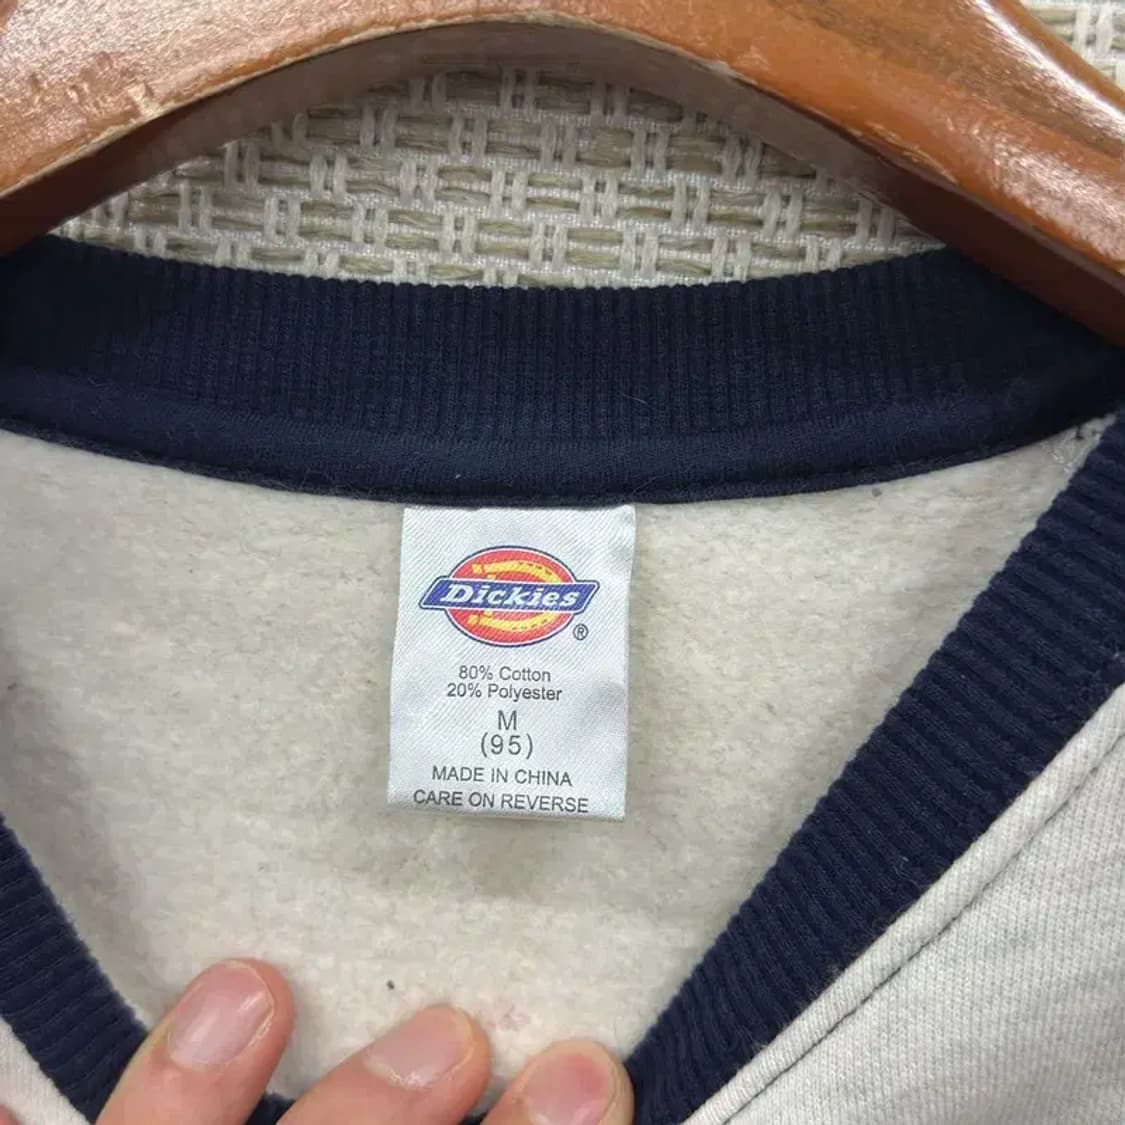 Dickies
®
80% Cotton
20% Polyester
M
(95)
MADE IN CHINA
CARE ON REVERSE